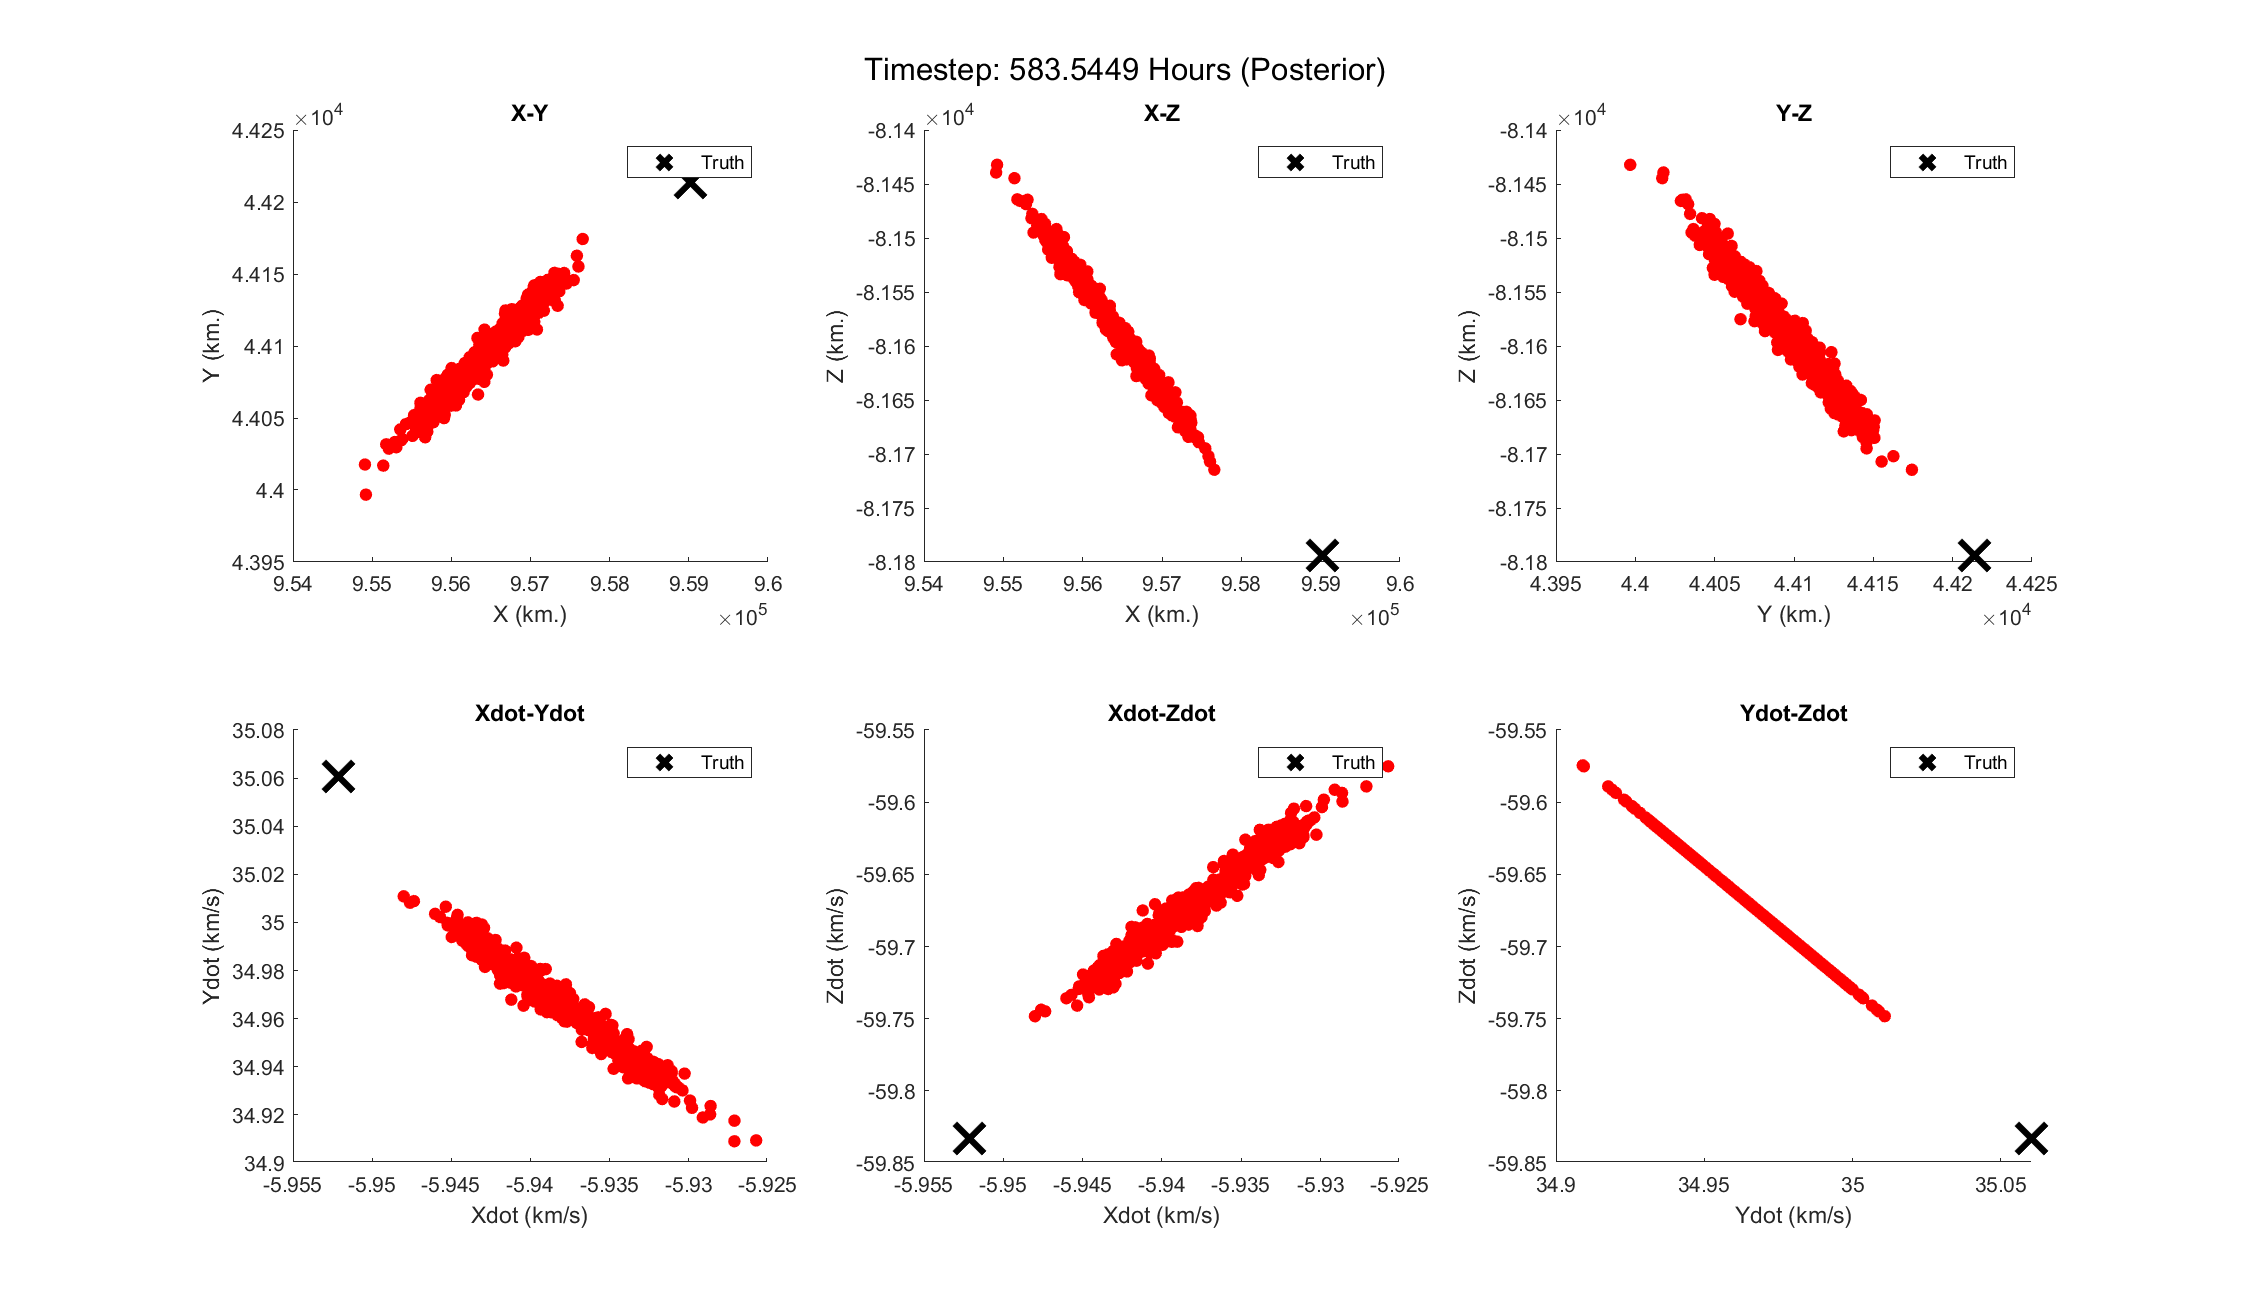 Timestep: 583.5449 Hours (Posterior)
X-Y
×10^4
4.425
4.42
4.415
4.41
4.405
4.4
4.395
Y (km.)
Truth
9.54 9.55 9.56 9.57 9.58 9.59 9.6
X (km.)
×10^5
X-Z
×10^4
-8.14
-8.145
-8.15
-8.155
-8.16
-8.165
-8.17
-8.175
-8.18
Z (km.)
Truth
9.54 9.55 9.56 9.57 9.58 9.59 9.6
X (km.)
×10^5
Y-Z
×10^4
-8.14
-8.145
-8.15
-8.155
-8.16
-8.165
-8.17
-8.175
-8.18
Z (km.)
Truth
4.395 4.4 4.405 4.41 4.415 4.42 4.425
Y (km.)
×10^4
Xdot-Ydot
35.08
35.06
35.04
35.02
35
34.98
34.96
34.94
34.92
34.9
Ydot (km/s)
Truth
-5.955 -5.95 -5.945 -5.94 -5.935 -5.93 -5.925
Xdot (km/s)
Xdot-Zdot
-59.55
-59.6
-59.65
-59.7
-59.75
-59.8
-59.85
Zdot (km/s)
Truth
-5.955 -5.95 -5.945 -5.94 -5.935 -5.93 -5.925
Xdot (km/s)
Ydot-Zdot
-59.55
-59.6
-59.65
-59.7
-59.75
-59.8
-59.85
Zdot (km/s)
Truth
34.9 34.95 35 35.05
Ydot (km/s)